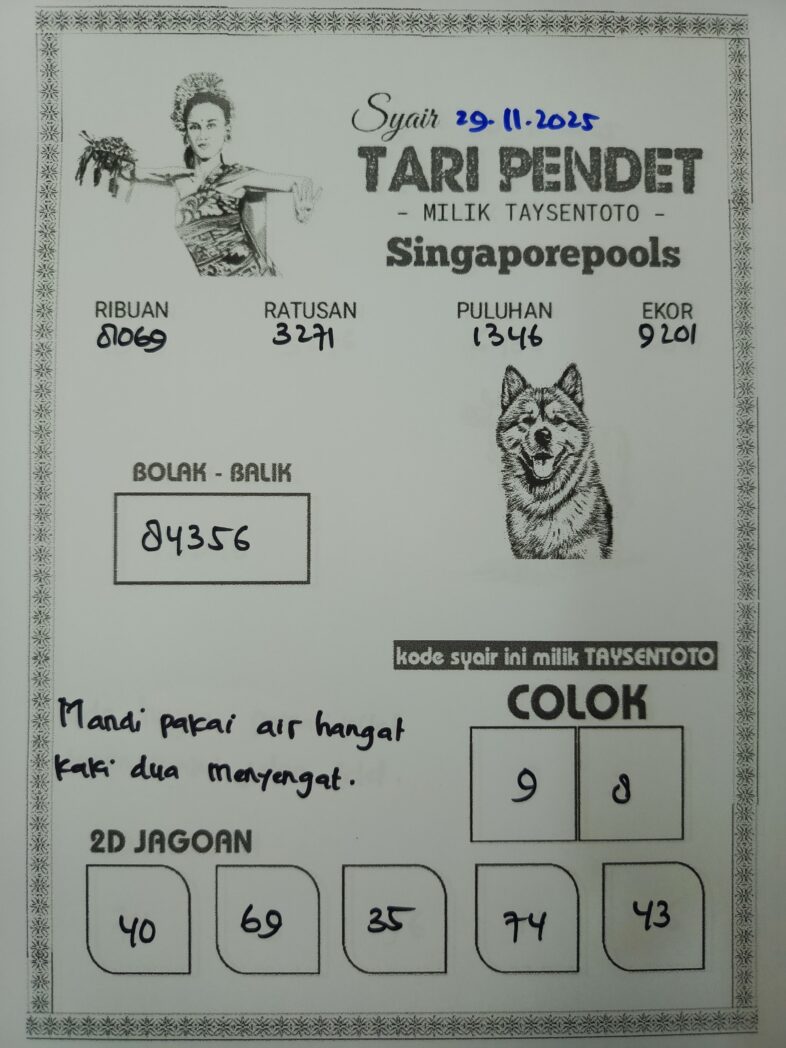 Syair 29.11.2025
TARI PENDET
- MILIK TAYSENTOTO -
Singaporepools
RIBUAN RATUSAN PULUHAN EKOR
8069 3271 1346 9201
BOLAK - BALIK
84356
kode syair ini milik TAYSENTOTO
Mandi pakai air hangat
kaki dua menyengat.
COLOK
9 8
2D JAGOAN
40 69 35 74 43